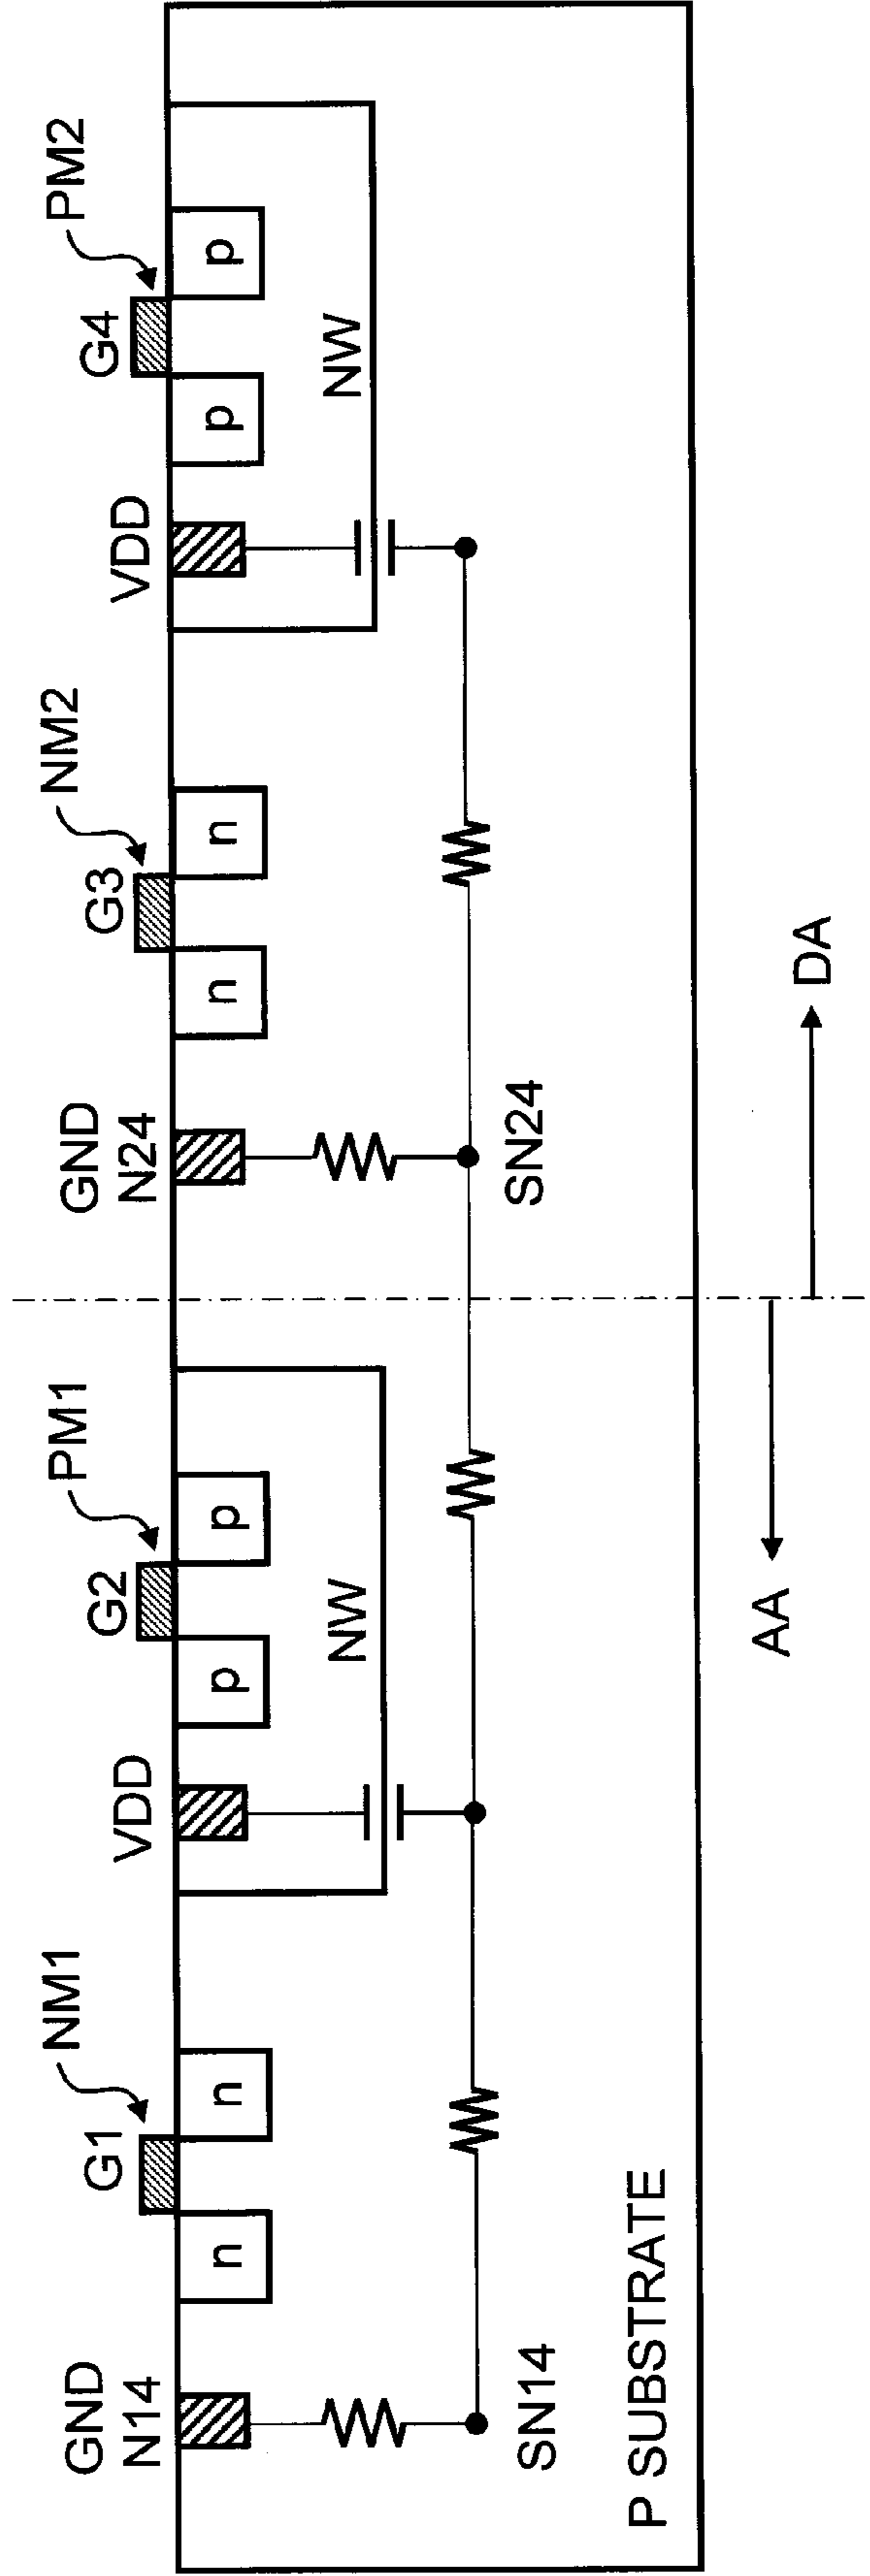 NM1
PM1
NM2
PM2
GND
N14
G1
VDD
G2
GND
N24
G3
VDD
G4
n
n
p
p
n
n
p
p
NW
NW
SN14
SN24
P SUBSTRATE
AA
DA